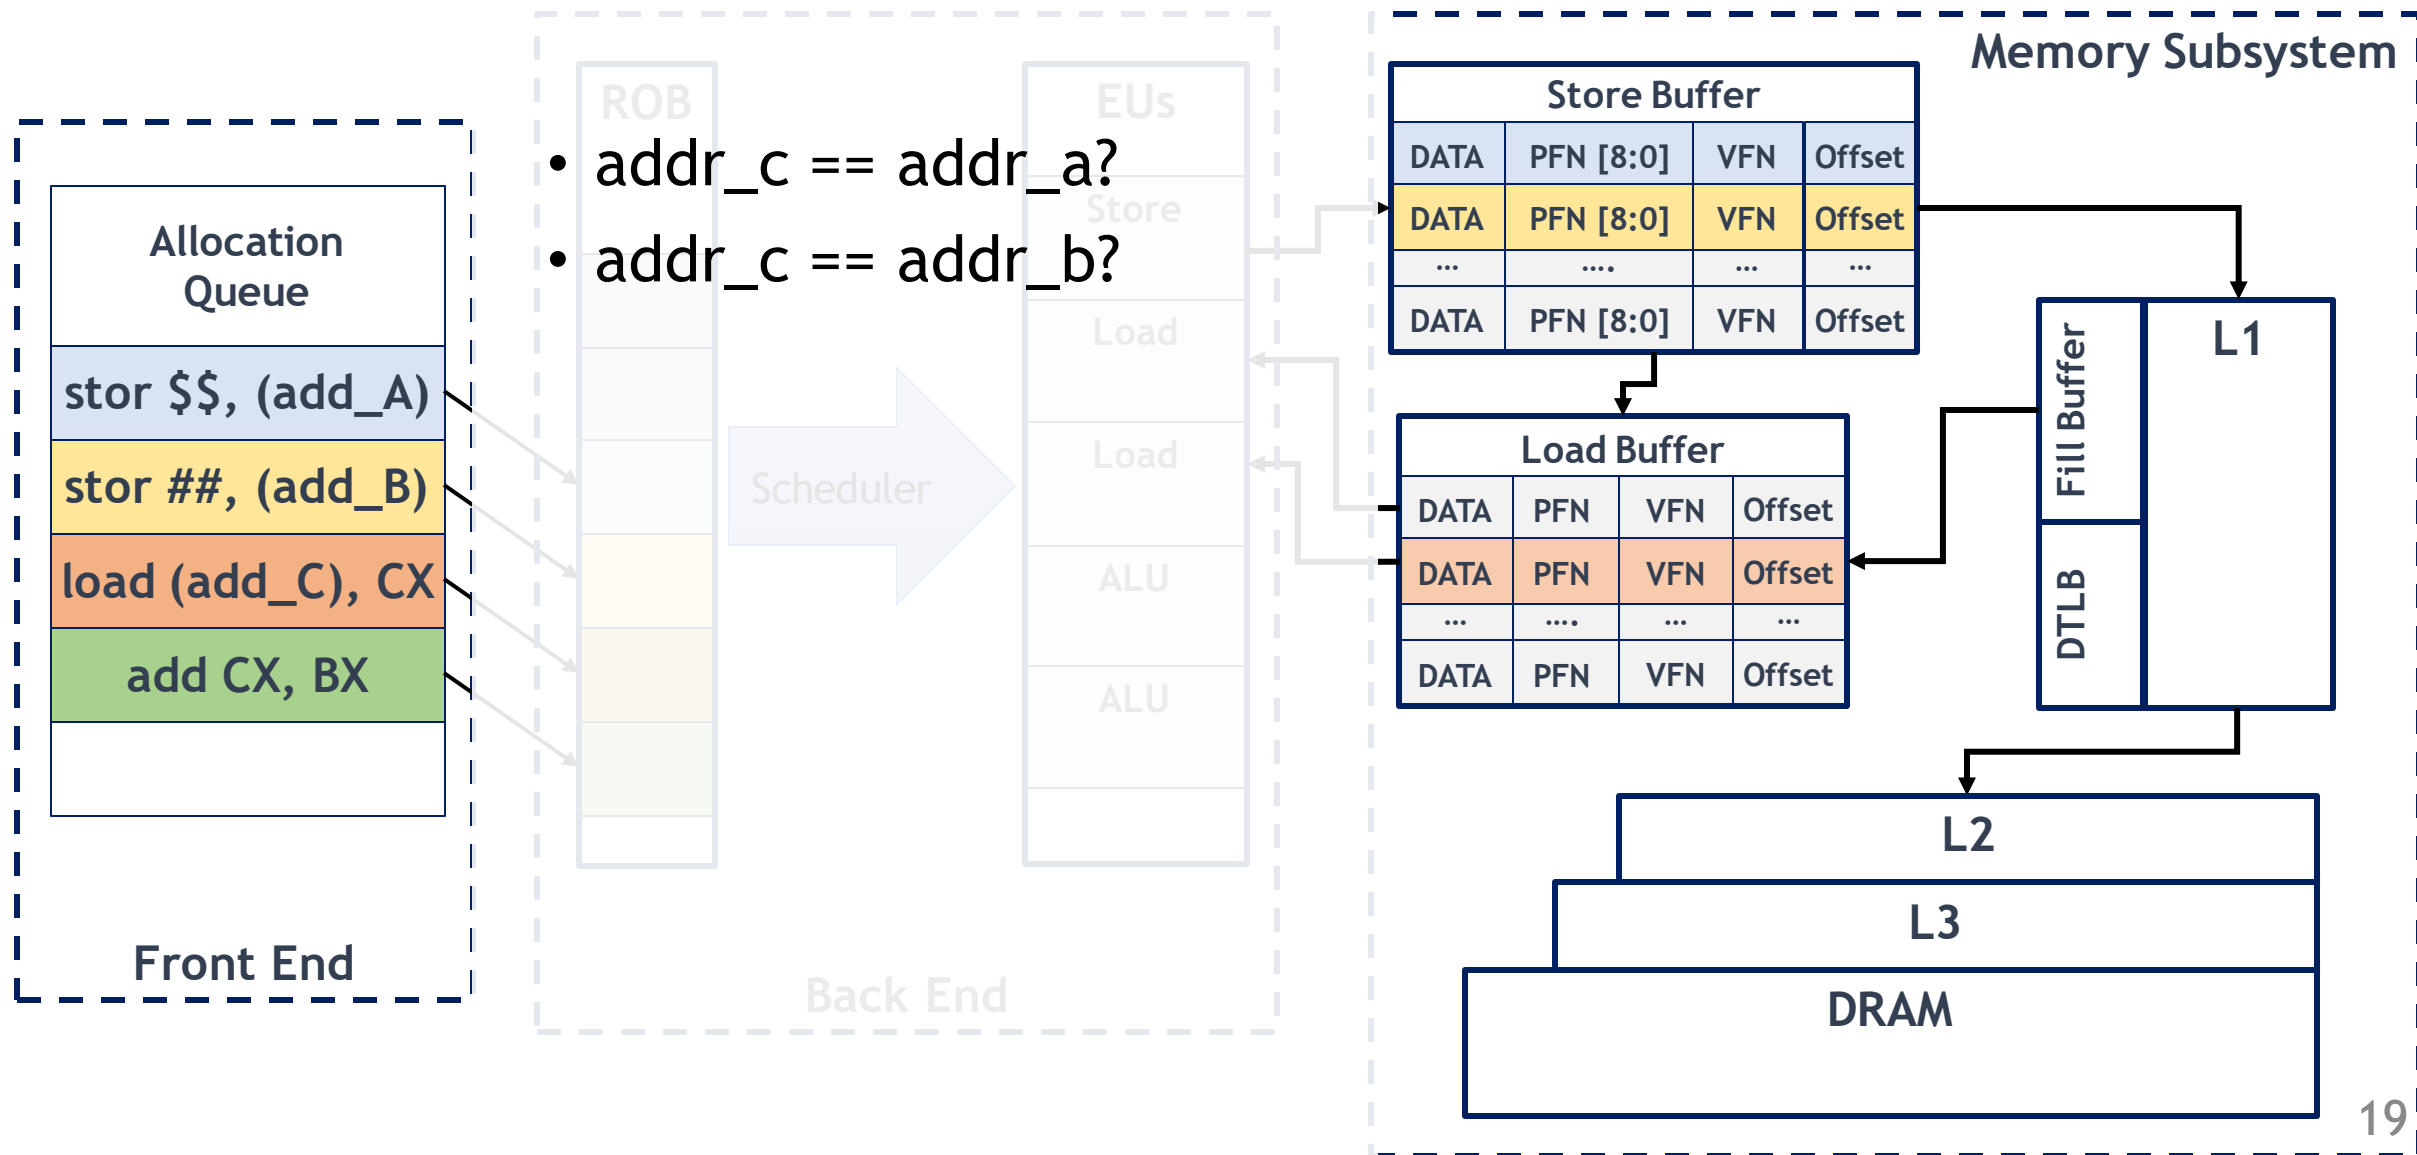 Memory Subsystem
Allocation
Queue
stor $$, (add_A)
stor ##, (add_B)
load (add_C), CX
add CX, BX
Front End
ROB
EUs
• addr_c == addr_a?
• addr_c == addr_b?
Store
Load
Load
ALU
ALU
Scheduler
Back End
Store Buffer
DATA PFN [8:0] VFN Offset
DATA PFN [8:0] VFN Offset
... .... ... ...
DATA PFN [8:0] VFN Offset
Load Buffer
DATA PFN VFN Offset
DATA PFN VFN Offset
... .... ... ...
DATA PFN VFN Offset
Fill Buffer
DTLB
L1
L2
L3
DRAM
19